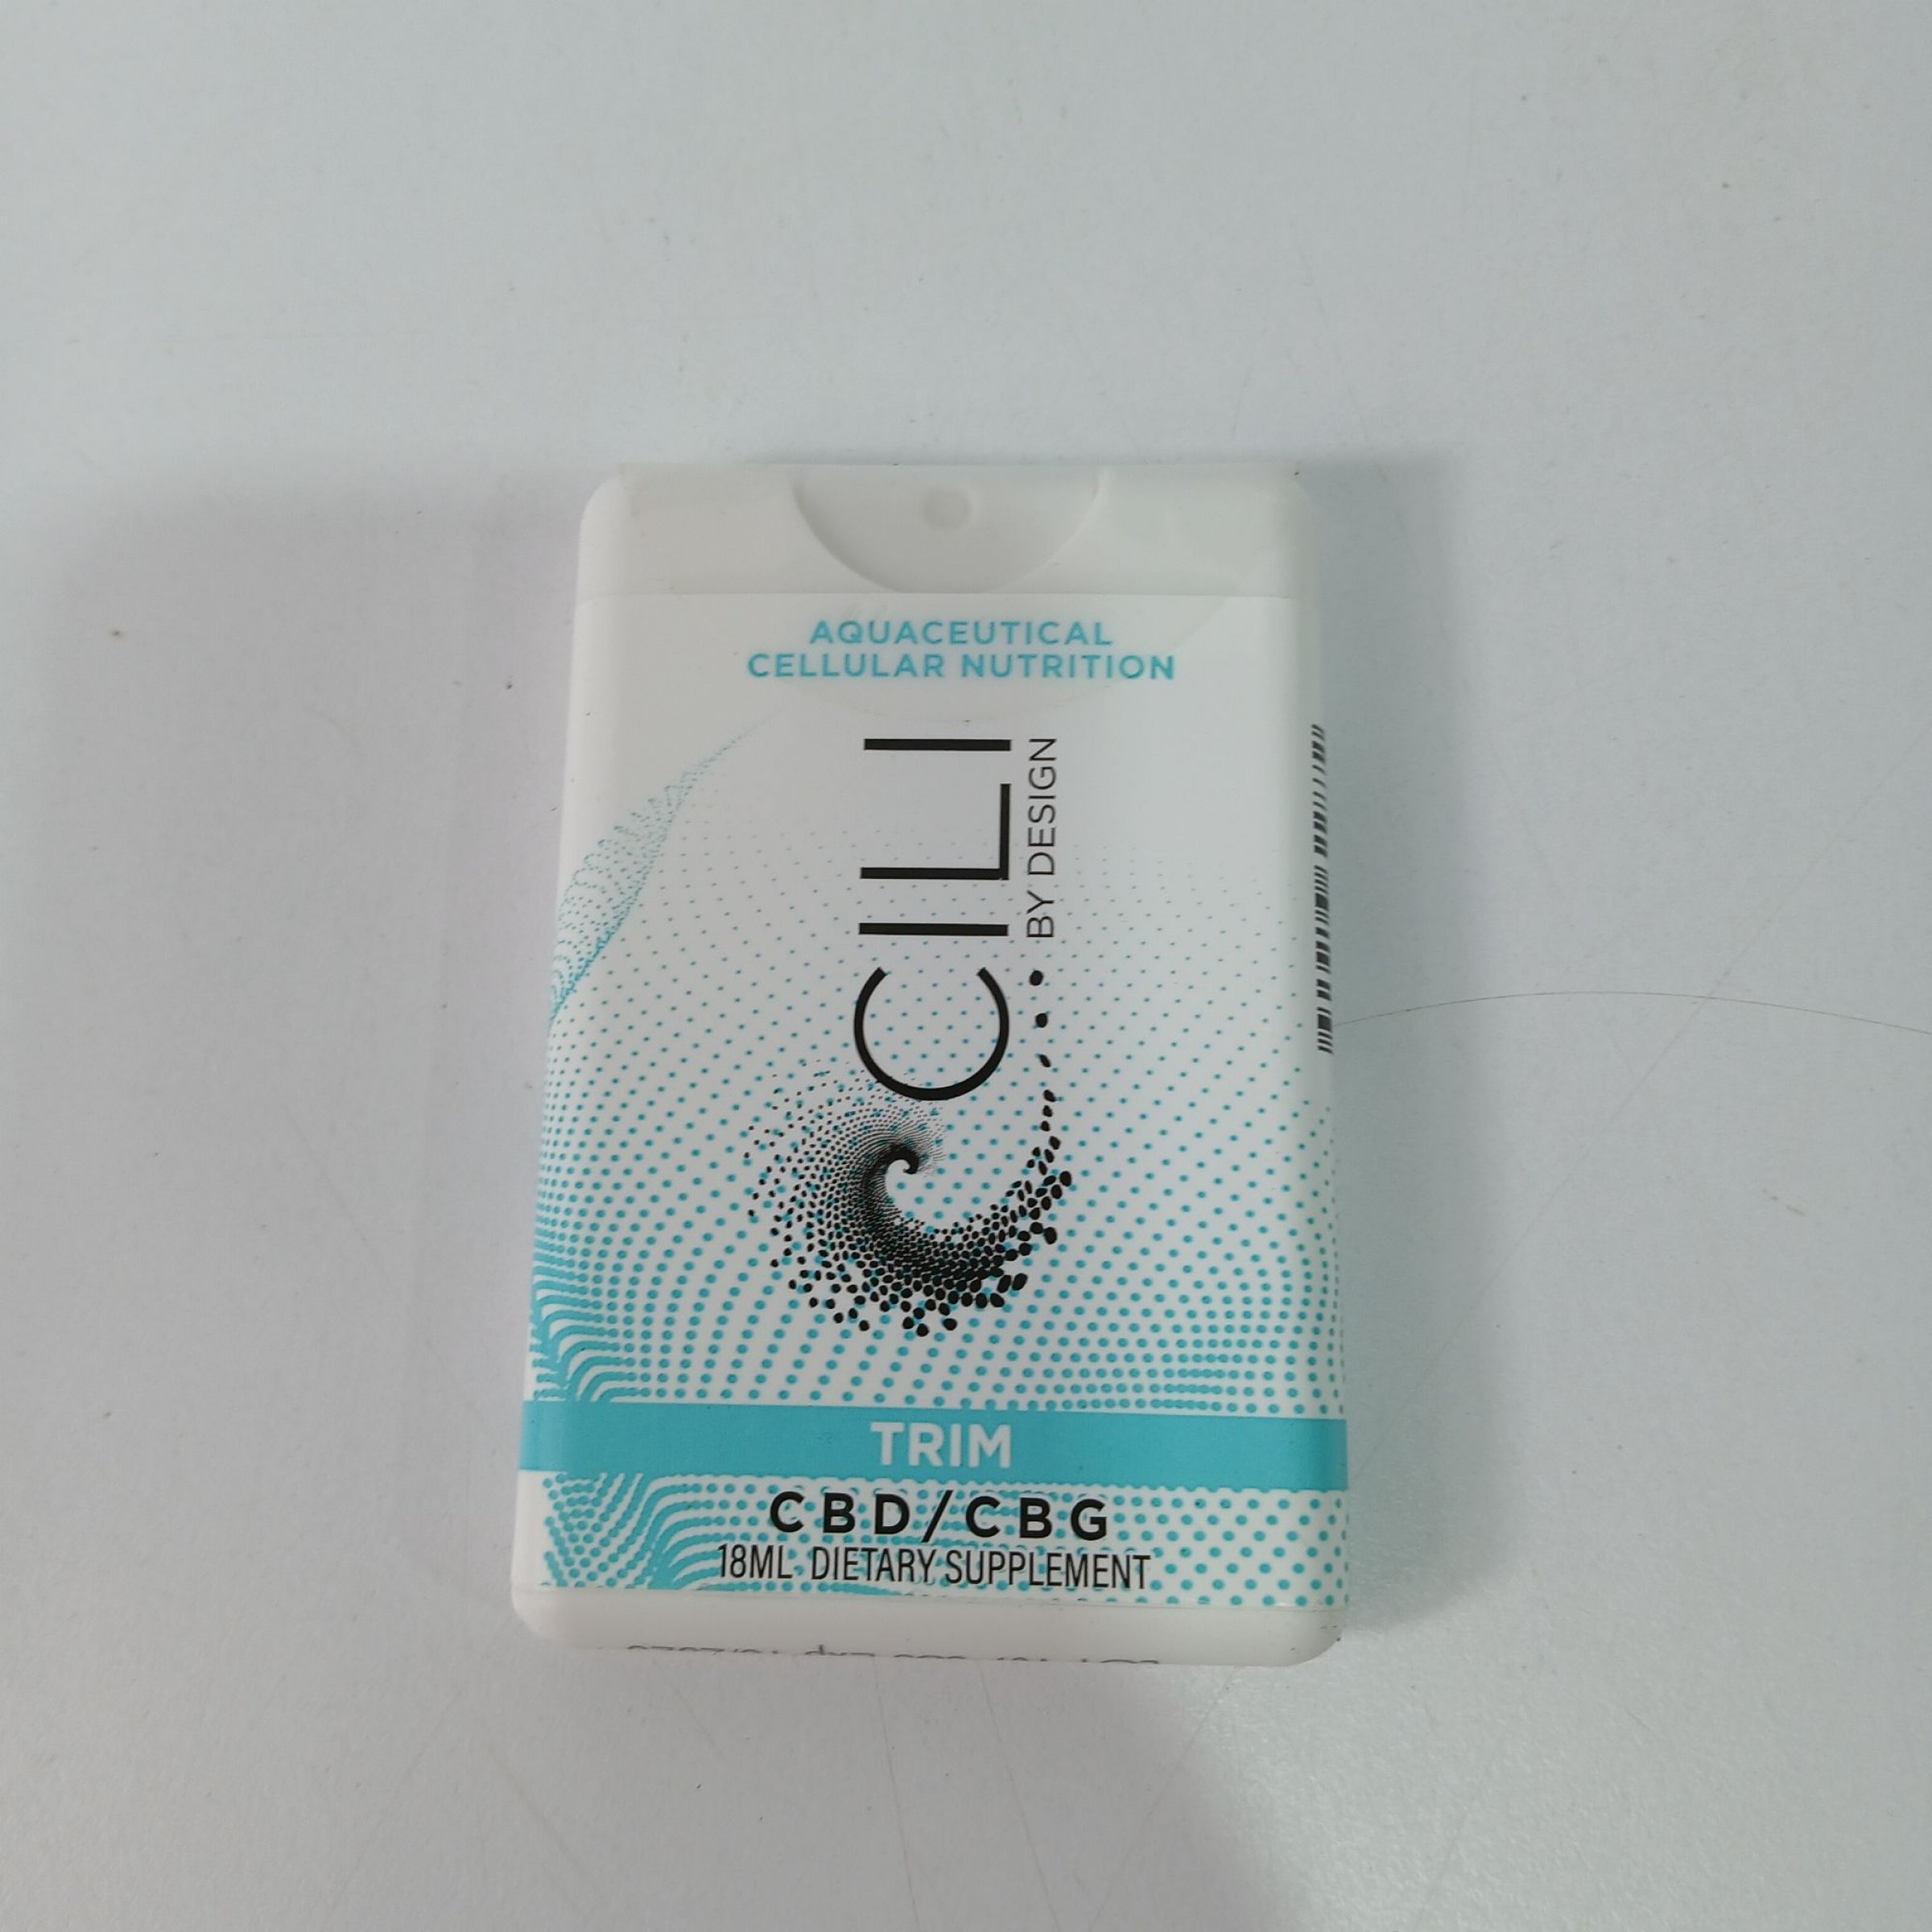 AQUACEUTICAL
CELLULAR NUTRITION
CILI
BY DESIGN
TRIM
CBD/CBG
18ML DIETARY SUPPLEMENT